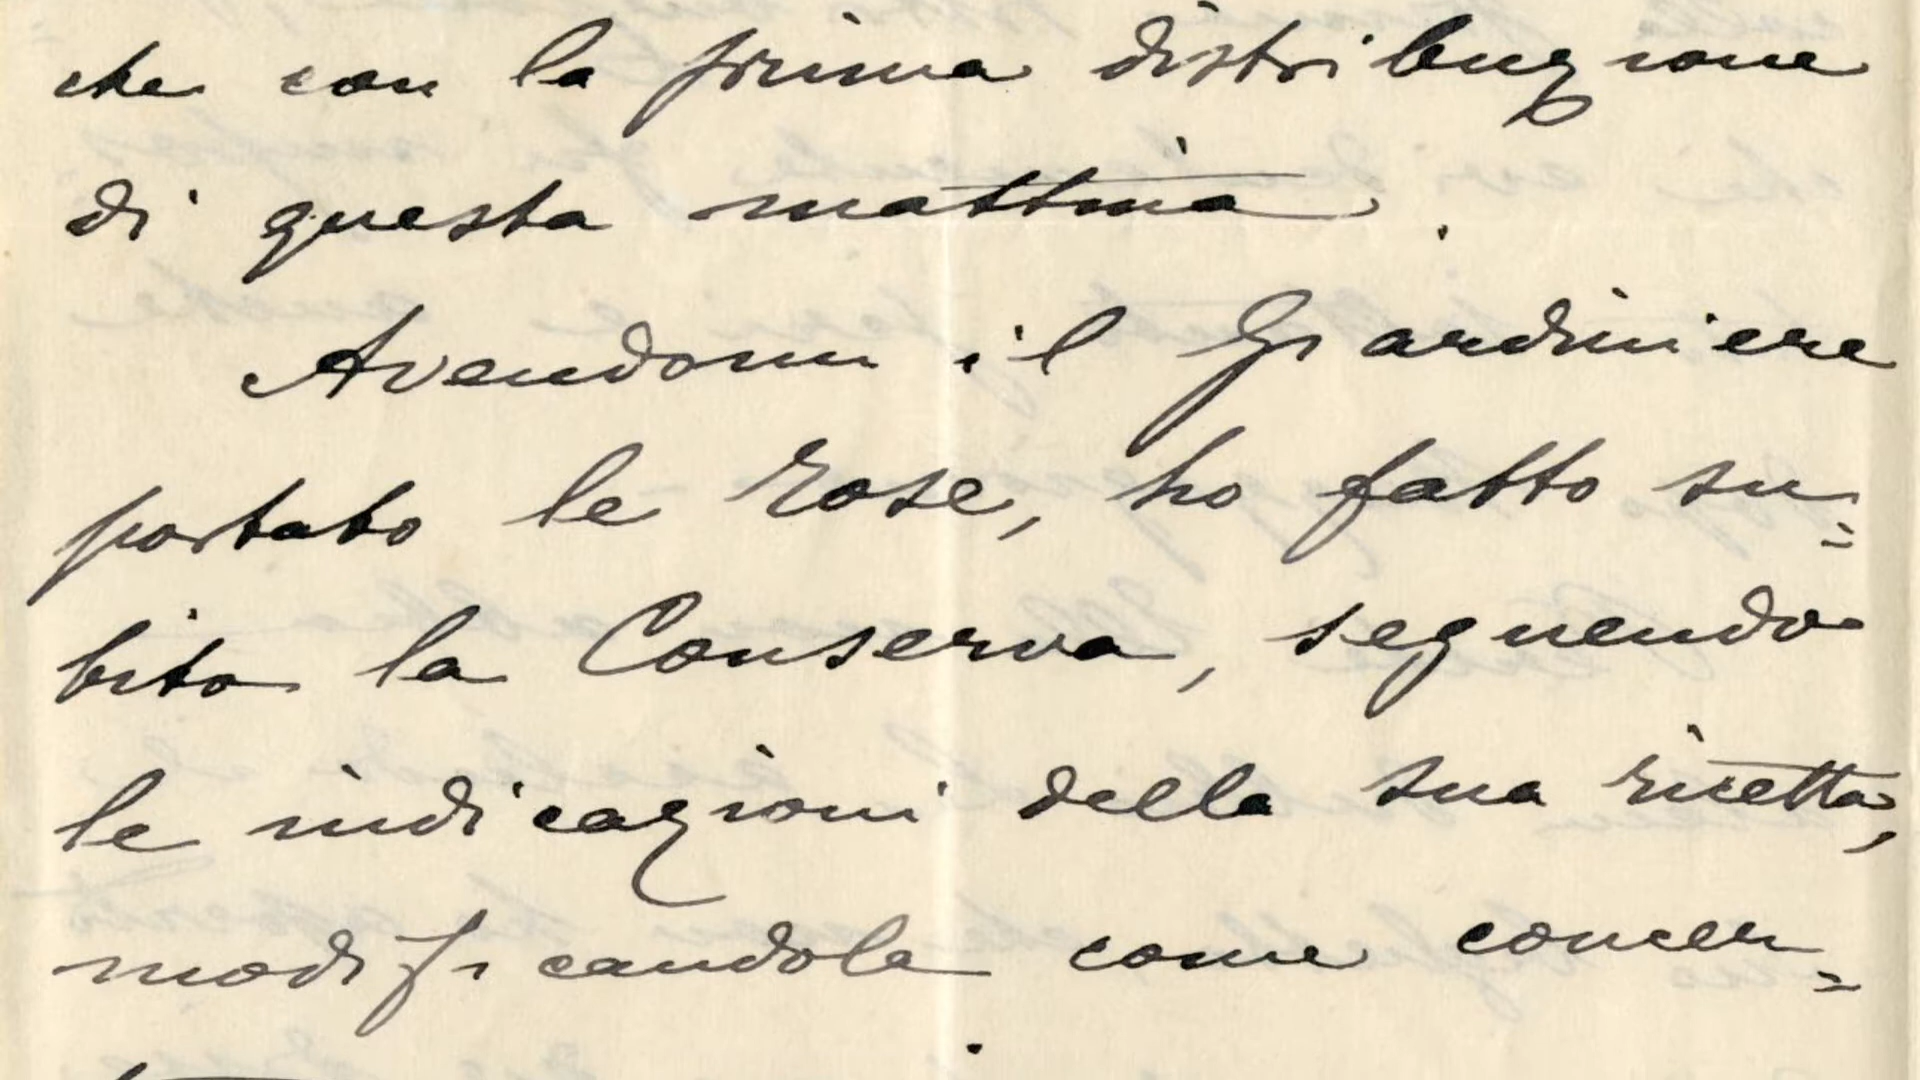 che con la prima distribuzione
di questa mattina.
Avendomi il Giardiniere
portato le rose, ho fatto su=
bito la Conserva, seguendo
le indicazioni della sua ricetta,
modificandola come concer=